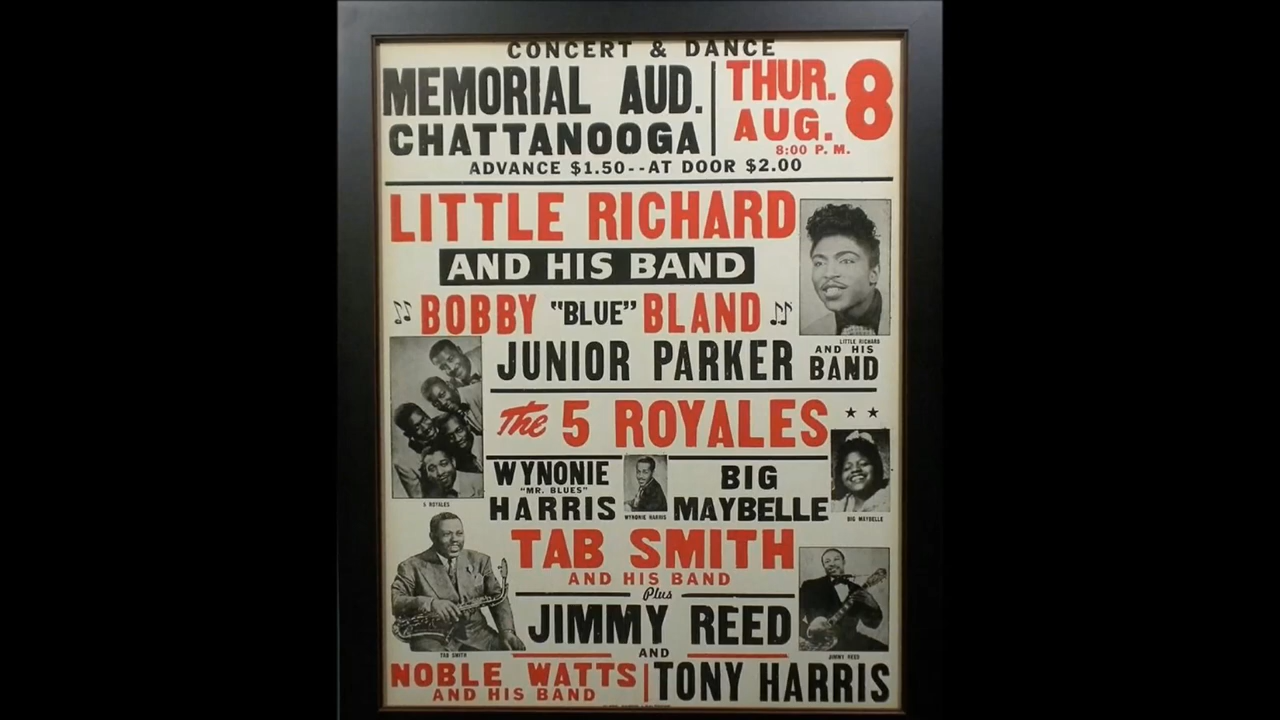 CONCERT & DANCE
MEMORIAL AUD.
CHATTANOOGA
THUR.
AUG. 8
8:00 P. M.
ADVANCE $1.50--AT DOOR $2.00
LITTLE RICHARD
AND HIS BAND
LITTLE RICHARD
BOBBY "BLUE" BLAND
JUNIOR PARKER
AND HIS
BAND
The 5 ROYALES
5 ROYALES
WYNONIE
"MR. BLUES"
HARRIS
WYNONIE HARRIS
BIG
MAYBELLE
BIG MAYBELLE
TAB SMITH
AND HIS BAND
TAB SMITH
Plus
JIMMY REED
JIMMY REED
AND
NOBLE WATTS
AND HIS BAND
TONY HARRIS